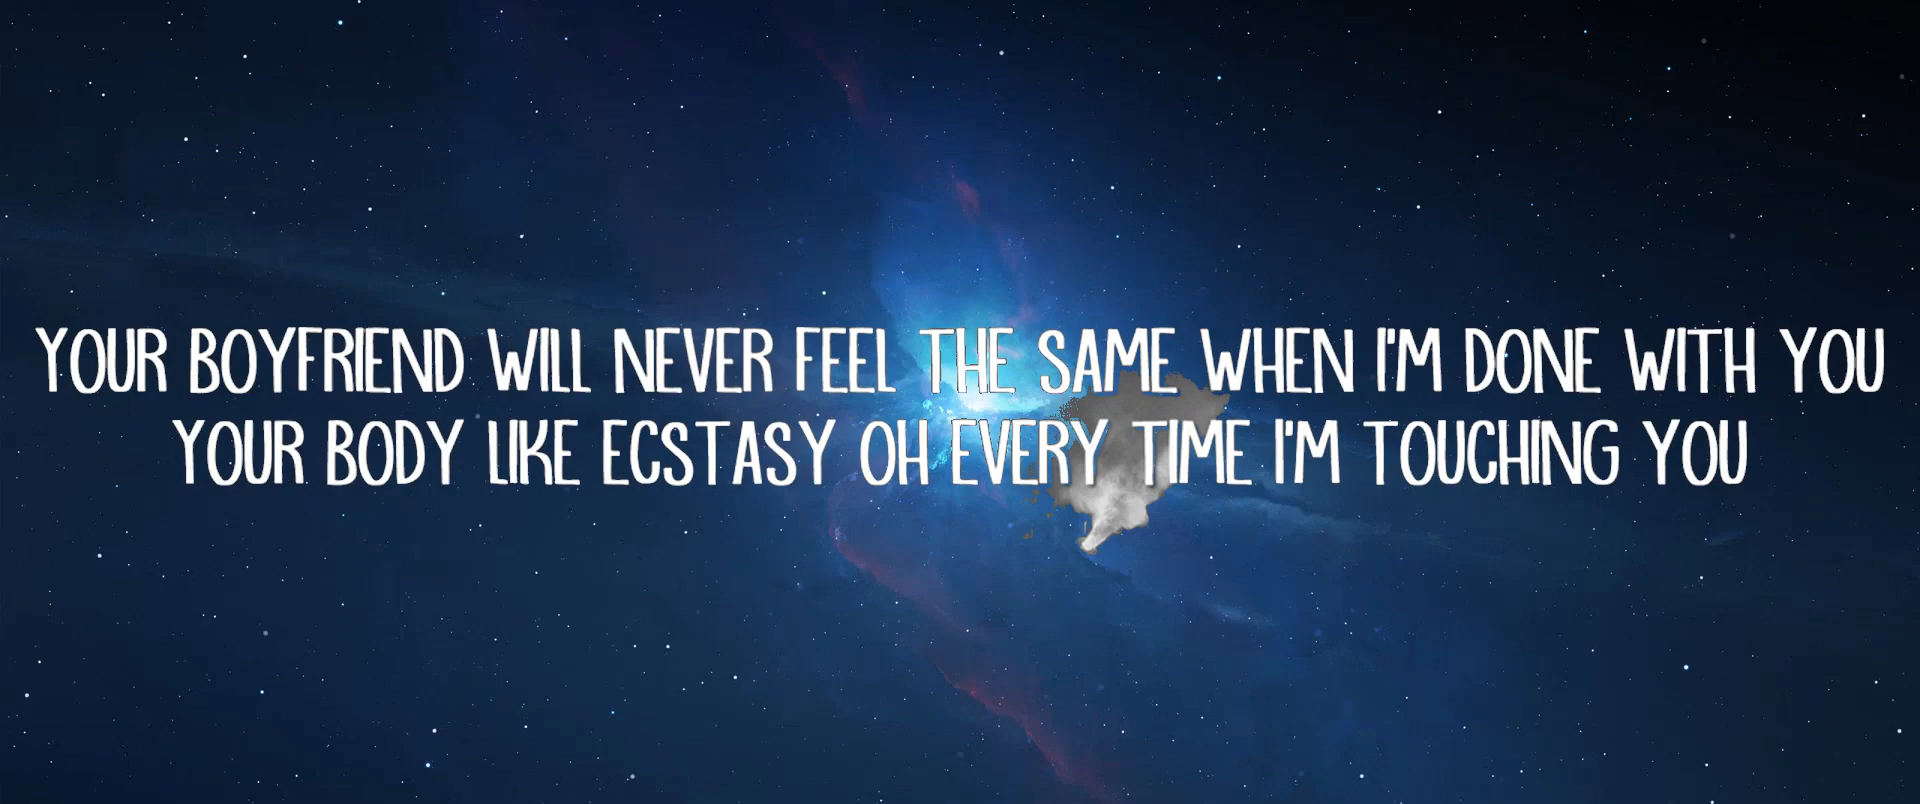 YOUR BOYFRIEND WILL NEVER FEEL THE SAME WHEN I'M DONE WITH YOU
YOUR BODY LIKE ECSTASY OH EVERY TIME I'M TOUCHING YOU